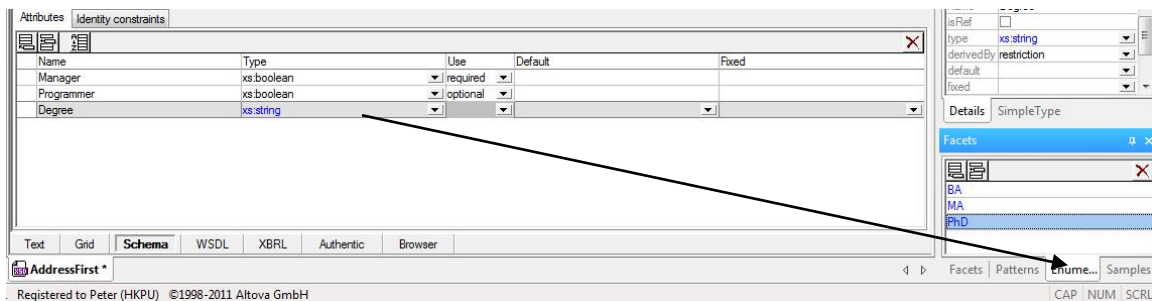 Attributes Identity constraints
Name Type Use Default Fixed
Manager xs:boolean required
Programmer xs:boolean optional
Degree xs:string
Text Grid Schema WSDL XBRL Authentic Browser
AddressFirst *
Registered to Peter (HKPU) ©1998-2011 Altova GmbH
isRef
type xs:string
derivedBy restriction
default
fixed
Details SimpleType
Facets
BA
MA
PhD
Facets Patterns Enume... Samples
CAP NUM SCRL